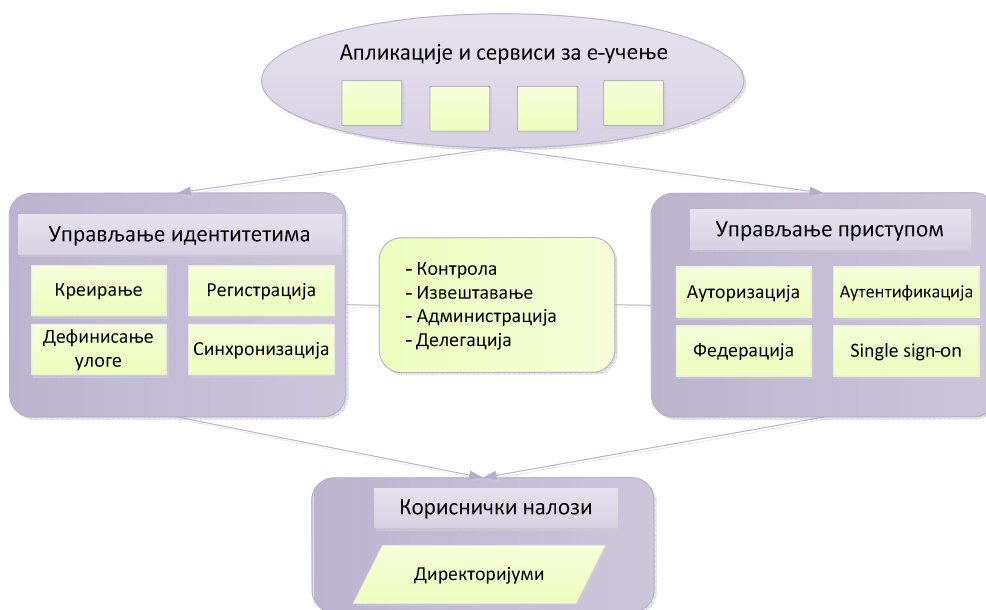 Апликације и сервиси за е-учење
Управљање идентитетима
Креирање
Регистрација
Дефинисање
улоге
Синхронизација
- Контрола
- Извештавање
- Администрација
- Делегација
Управљање приступом
Ауторизација
Аутентификација
Федерација
Single sign-on
Кориснички налози
Директоријуми